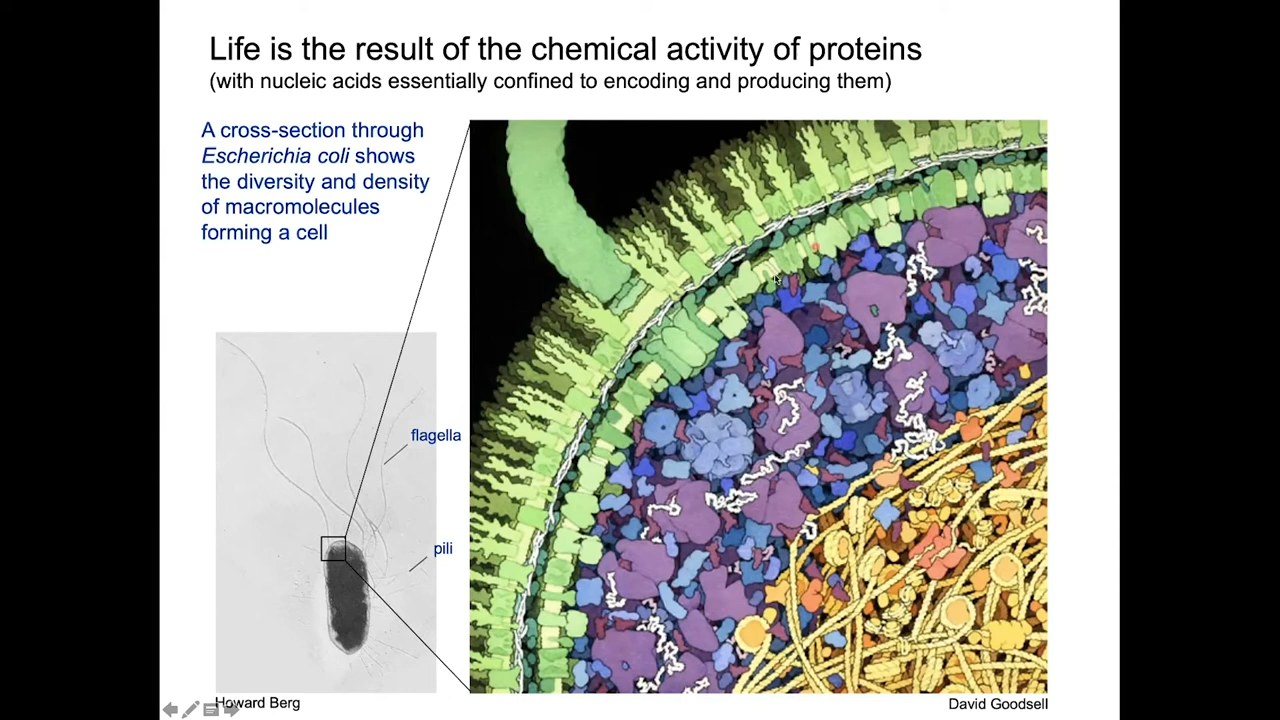 Life is the result of the chemical activity of proteins
(with nucleic acids essentially confined to encoding and producing them)
A cross-section through
Escherichia coli shows
the diversity and density
of macromolecules
forming a cell
flagella
pili
Howard Berg
David Goodsell